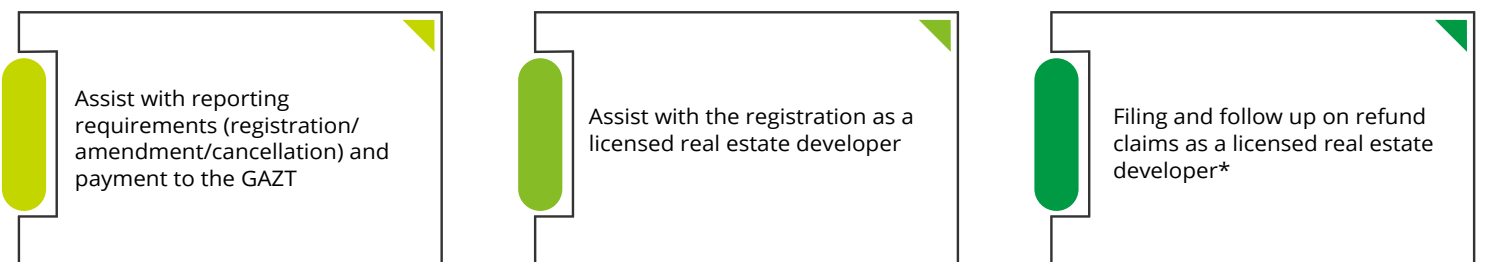 Assist with reporting
requirements (registration/
amendment/cancellation) and
payment to the GAZT
Assist with the registration as a
licensed real estate developer
Filing and follow up on refund
claims as a licensed real estate
developer*